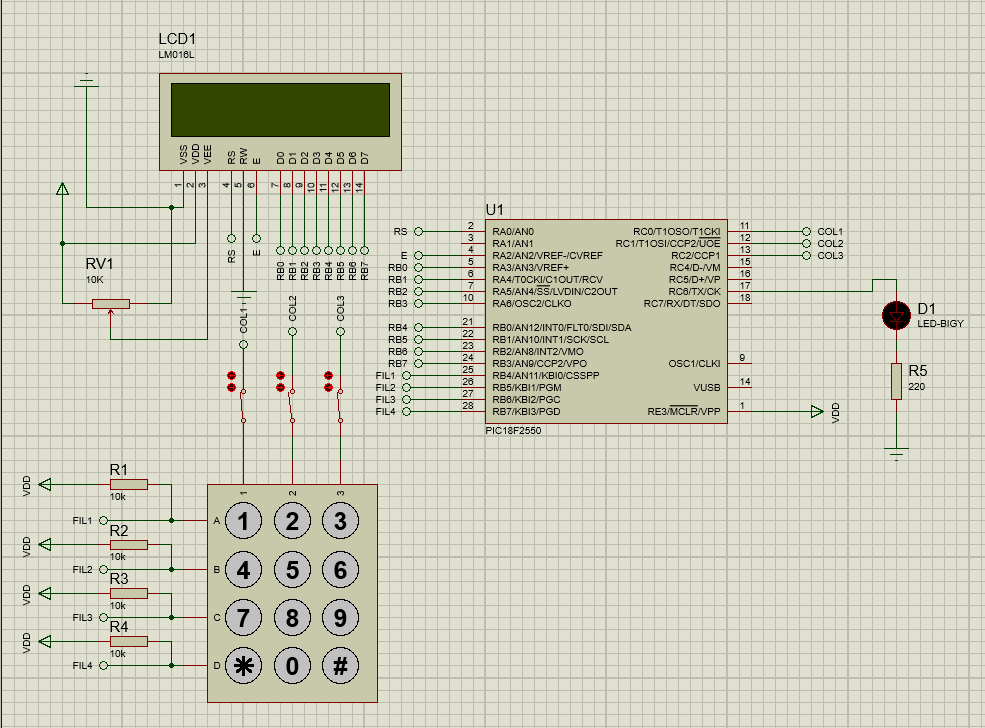 LCD1
LM016L
VSS
VDD
VEE
RS
RW
E
D0
D1
D2
D3
D4
D5
D6
D7
1
2
3
4
5
6
7
8
9
10
11
12
13
14
RS
E
RB0
RB1
RB2
RB3
RB4
RB5
RB6
RB7
RV1
10K
COL1
COL2
COL3
U1
RS 2 RA0/AN0 RC0/T1OSO/T1CKI 11 COL1
3 RA1/AN1 RC1/T1OSI/CCP2/UOE 12 COL2
E 4 RA2/AN2/VREF-/CVREF RC2/CCP1 13 COL3
RB0 5 RA3/AN3/VREF+ RC4/D-/VM 15
RB1 6 RA4/T0CKI/C1OUT/RCV RC5/D+/VP 16
RB2 7 RA5/AN4/SS/LVDIN/C2OUT RC6/TX/CK 17
RB3 10 RA6/OSC2/CLKO RC7/RX/DT/SDO 18
RB4 21 RB0/AN12/INT0/FLT0/SDI/SDA
RB5 22 RB1/AN10/INT1/SCK/SCL
RB6 23 RB2/AN8/INT2/VMO
RB7 24 RB3/AN9/CCP2/VPO OSC1/CLKI 9
FIL1 25 RB4/AN11/KBI0/CSSPP
FIL2 26 RB5/KBI1/PGM VUSB 14
FIL3 27 RB6/KBI2/PGC
FIL4 28 RB7/KBI3/PGD RE3/MCLR/VPP 1 VDD
PIC18F2550
D1
LED-BIGY
R5
220
1
2
3
VDD R1
10k
FIL1 A 1 2 3
VDD R2
10k
FIL2 B 4 5 6
VDD R3
10k
FIL3 C 7 8 9
VDD R4
10k
FIL4 D * 0 #